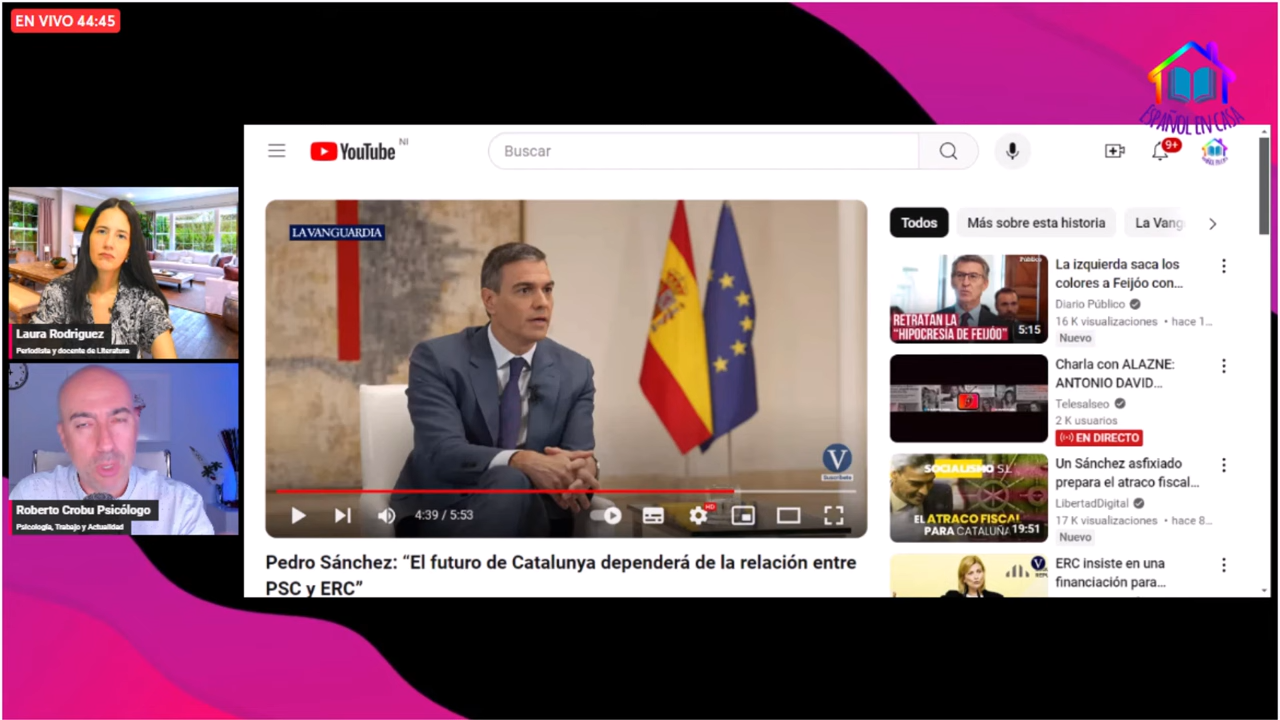 EN VIVO 44:45
ESPAÑOL EN CASA
YouTube NI
Buscar
9+
LA VANGUARDIA
Laura Rodriguez
Periodista y docente de Literatura
Roberto Crobu Psicólogo
Psicología, Trabajo y Actualidad
V
Suscríbete
4:39 / 5:53
HD
Pedro Sánchez: “El futuro de Catalunya dependerá de la relación entre
PSC y ERC”
Todos
Más sobre esta historia
La Vang
Público
RETRATAN LA
“HIPOCRESÍA DE FEIJÓO”
5:15
La izquierda saca los
colores a Feijóo con...
Diario Público
16 K visualizaciones • hace 1...
Nuevo
Charla con ALAZNE:
ANTONIO DAVID...
Telesalseo
2 K usuarios
EN DIRECTO
SOCIALISMO S.L
EL ATRACO FISCAL
PARA CATALUÑA
19:51
Un Sánchez asfixiado
prepara el atraco fiscal...
LibertadDigital
17 K visualizaciones • hace 8...
Nuevo
V
ERC insiste en una
financiación para...